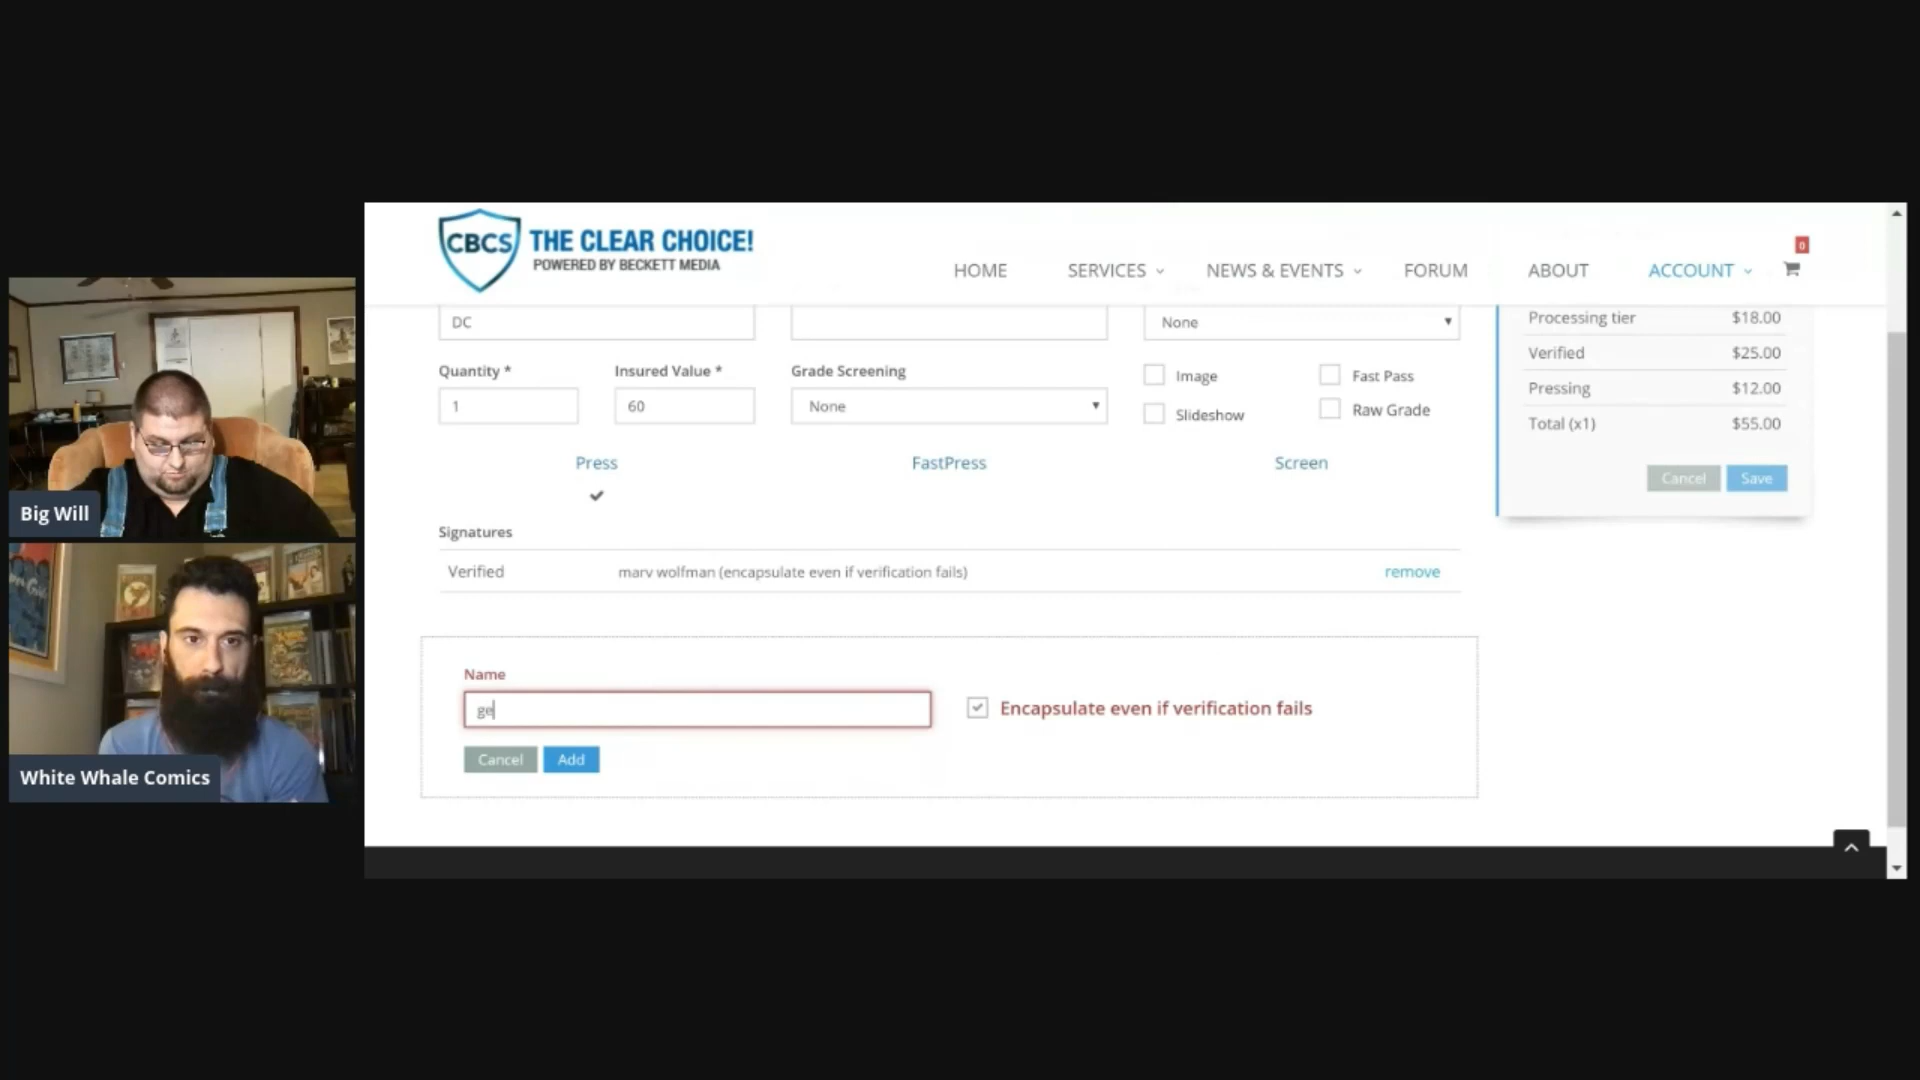 CBCS THE CLEAR CHOICE!
POWERED BY BECKETT MEDIA
HOME SERVICES NEWS & EVENTS FORUM ABOUT ACCOUNT 0
DC None
Quantity * Insured Value * Grade Screening
1 60 None
Image Fast Pass
Slideshow Raw Grade
Press FastPress Screen
Signatures
Verified marv wolfman (encapsulate even if verification fails) remove
Name
ge
Encapsulate even if verification fails
Cancel Add
Processing tier $18.00
Verified $25.00
Pressing $12.00
Total (x1) $55.00
Cancel Save
Big Will
White Whale Comics